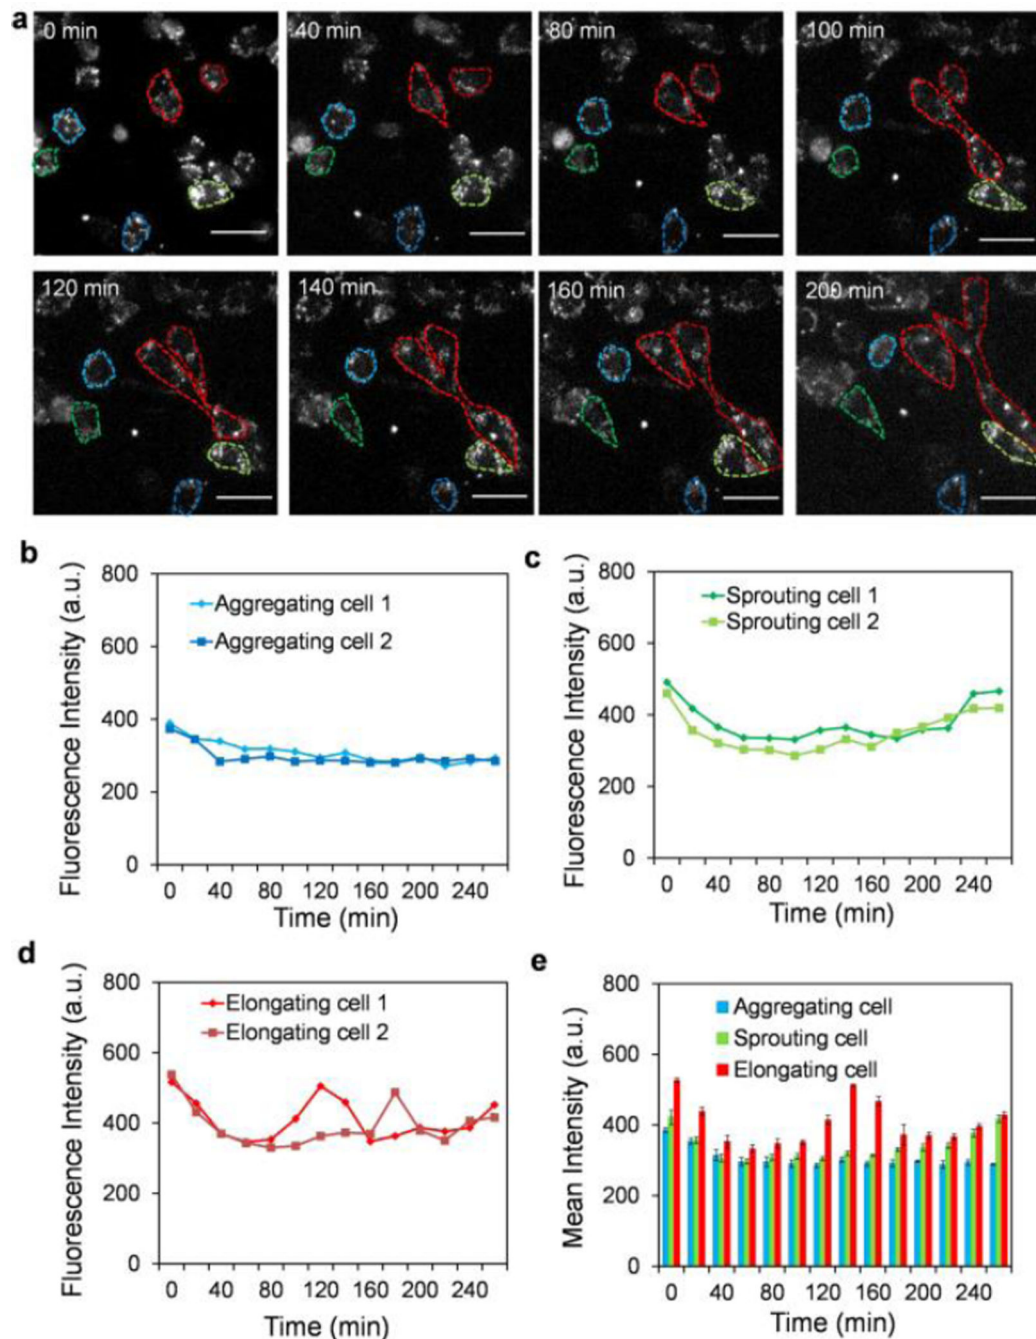 a
0 min
40 min
80 min
100 min
120 min
140 min
160 min
200 min
b
Fluorescence Intensity (a.u.)
800
600
400
200
0
Aggregating cell 1
Aggregating cell 2
0 40 80 120 160 200 240
Time (min)
c
Fluorescence Intensity (a.u.)
800
600
400
200
0
Sprouting cell 1
Sprouting cell 2
0 40 80 120 160 200 240
Time (min)
d
Fluorescence Intensity (a.u.)
800
600
400
200
0
Elongating cell 1
Elongating cell 2
0 40 80 120 160 200 240
Time (min)
e
Mean Intensity (a.u.)
800
600
400
200
0
Aggregating cell
Sprouting cell
Elongating cell
0 40 80 120 160 200 240
Time (min)